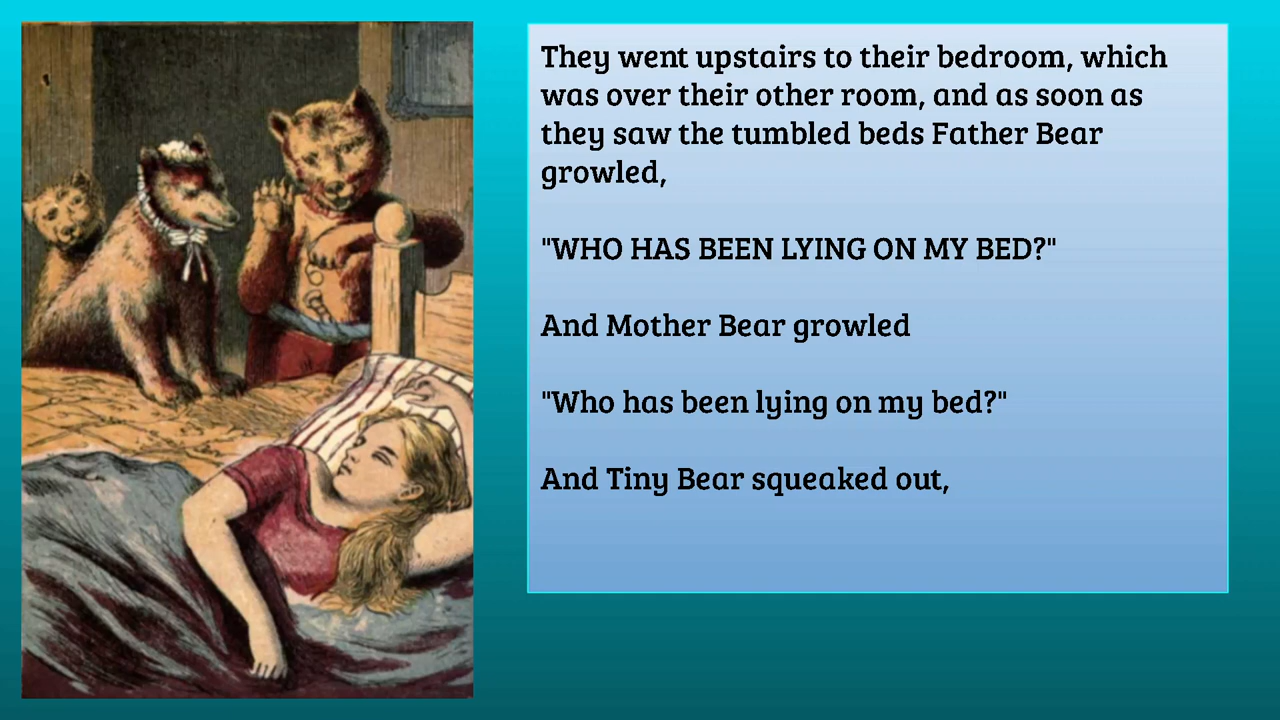 They went upstairs to their bedroom, which
was over their other room, and as soon as
they saw the tumbled beds Father Bear
growled,
"WHO HAS BEEN LYING ON MY BED?"
And Mother Bear growled
"Who has been lying on my bed?"
And Tiny Bear squeaked out,